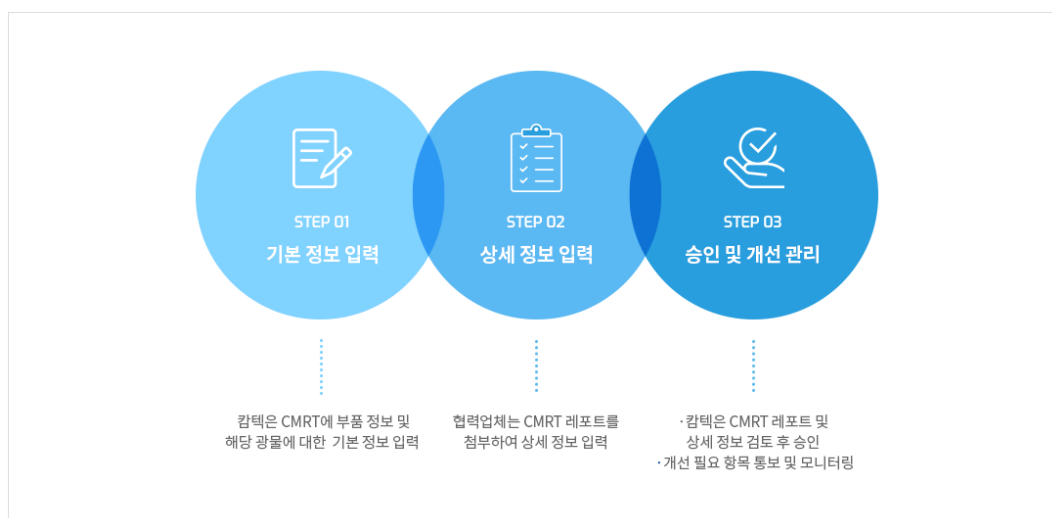 STEP 01
기본 정보 입력
STEP 02
상세 정보 입력
STEP 03
승인 및 개선 관리
캄텍은 CMRT에 부품 정보 및
해당 광물에 대한 기본 정보 입력
협력업체는 CMRT 레포트를
첨부하여 상세 정보 입력
·캄텍은 CMRT 레포트 및
상세 정보 검토 후 승인
·개선 필요 항목 통보 및 모니터링